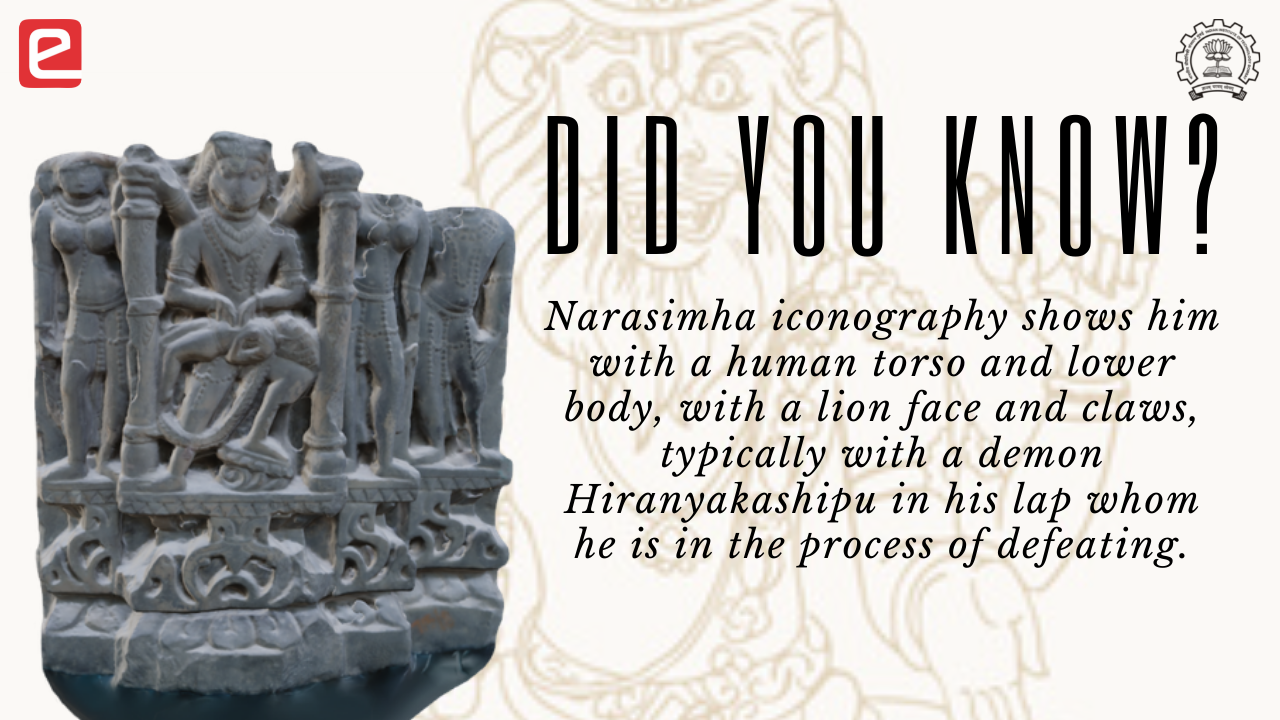 e
DID YOU KNOW?
Narasimha iconography shows him
with a human torso and lower
body, with a lion face and claws,
typically with a demon
Hiranyakashipu in his lap whom
he is in the process of defeating.